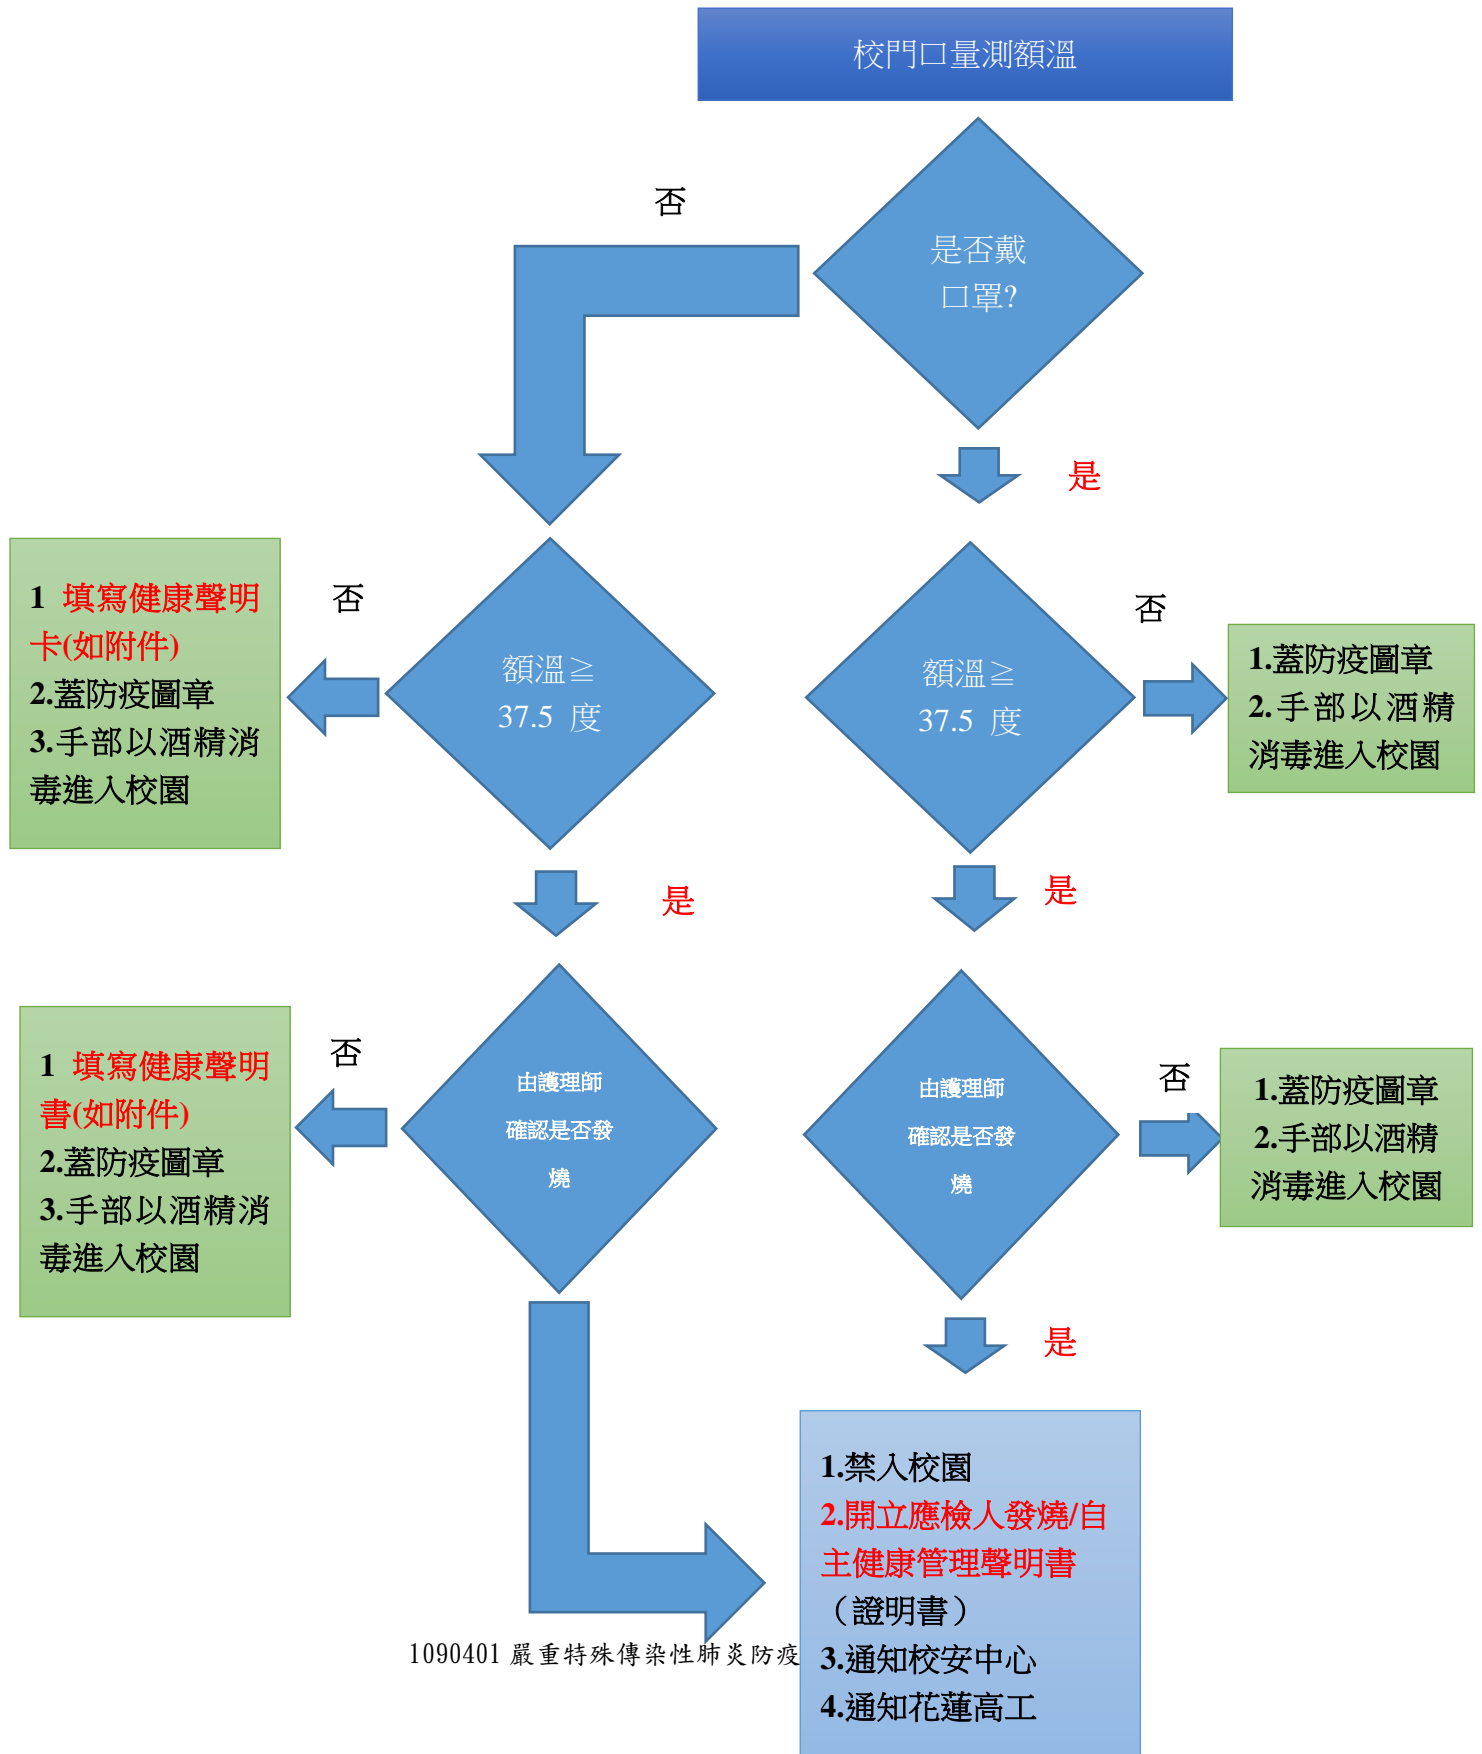 校門口量測額溫
否
是否戴
口罩?
是
1 填寫健康聲明
卡(如附件)
2.蓋防疫圖章
3.手部以酒精消
毒進入校園
否
額溫≧
37.5 度
額溫≧
37.5 度
否
1.蓋防疫圖章
2.手部以酒精
消毒進入校園
是
是
1 填寫健康聲明
書(如附件)
2.蓋防疫圖章
3.手部以酒精消
毒進入校園
否
由護理師
確認是否發
燒
由護理師
確認是否發
燒
否
1.蓋防疫圖章
2.手部以酒精
消毒進入校園
是
1.禁入校園
2.開立應檢人發燒/自
主健康管理聲明書
（證明書）
3.通知校安中心
4.通知花蓮高工
1090401 嚴重特殊傳染性肺炎防疫